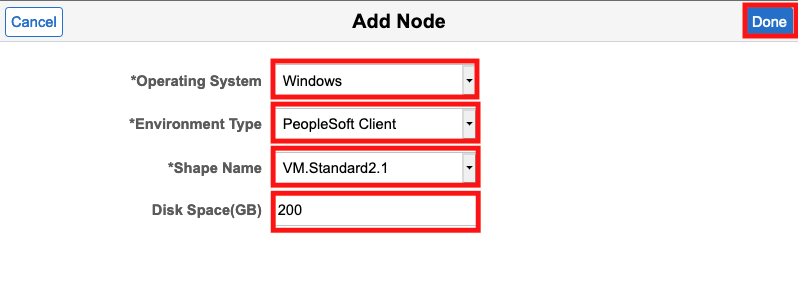 Cancel Add Node Done
*Operating System Windows
*Environment Type PeopleSoft Client
*Shape Name VM.Standard2.1
Disk Space(GB) 200